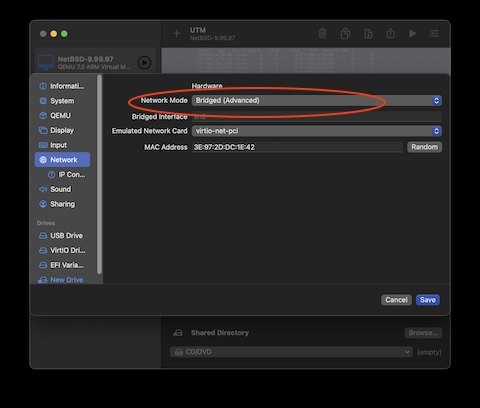 UTM
NetBSD-9.99.97
NetBSD-9.99.97
QEMU 7.0 ARM Virtual M...
Informati...
System
QEMU
Display
Input
Network
IP Con...
Sound
Sharing
Drives
USB Drive
VirtIO Dri...
EFI Varia...
New Drive
Hardware
Network Mode Bridged (Advanced)
Bridged Interface en0
Emulated Network Card virtio-net-pci
MAC Address 3E:97:2D:DC:1E:42 Random
Cancel Save
Shared Directory Browse...
CD/DVD (empty)